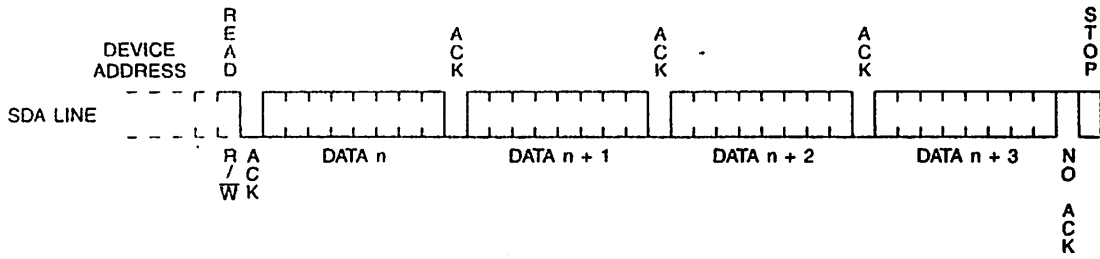 DEVICE
ADDRESS
READ
ACK
ACK
ACK
STOP
SDA LINE
R/W
ACK
DATA n
DATA n + 1
DATA n + 2
DATA n + 3
NO ACK